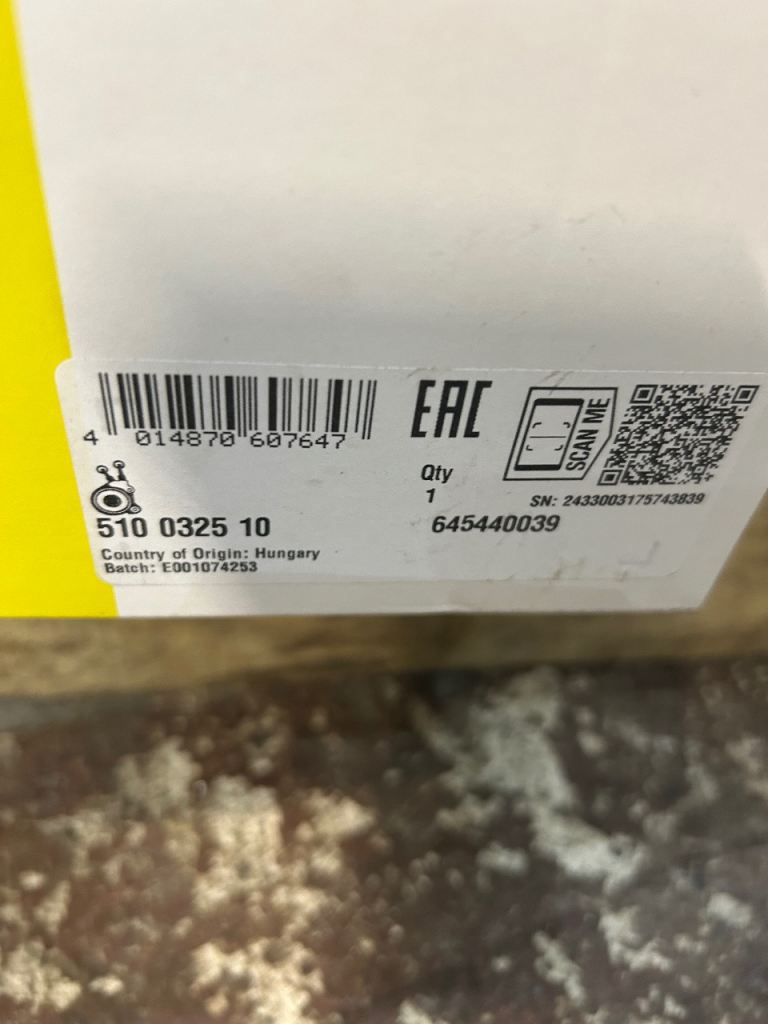 4 014870 607647
EAC
SCAN ME
Qty
1
SN: 2433003175743839
510 0325 10
645440039
Country of Origin: Hungary
Batch: E001074253